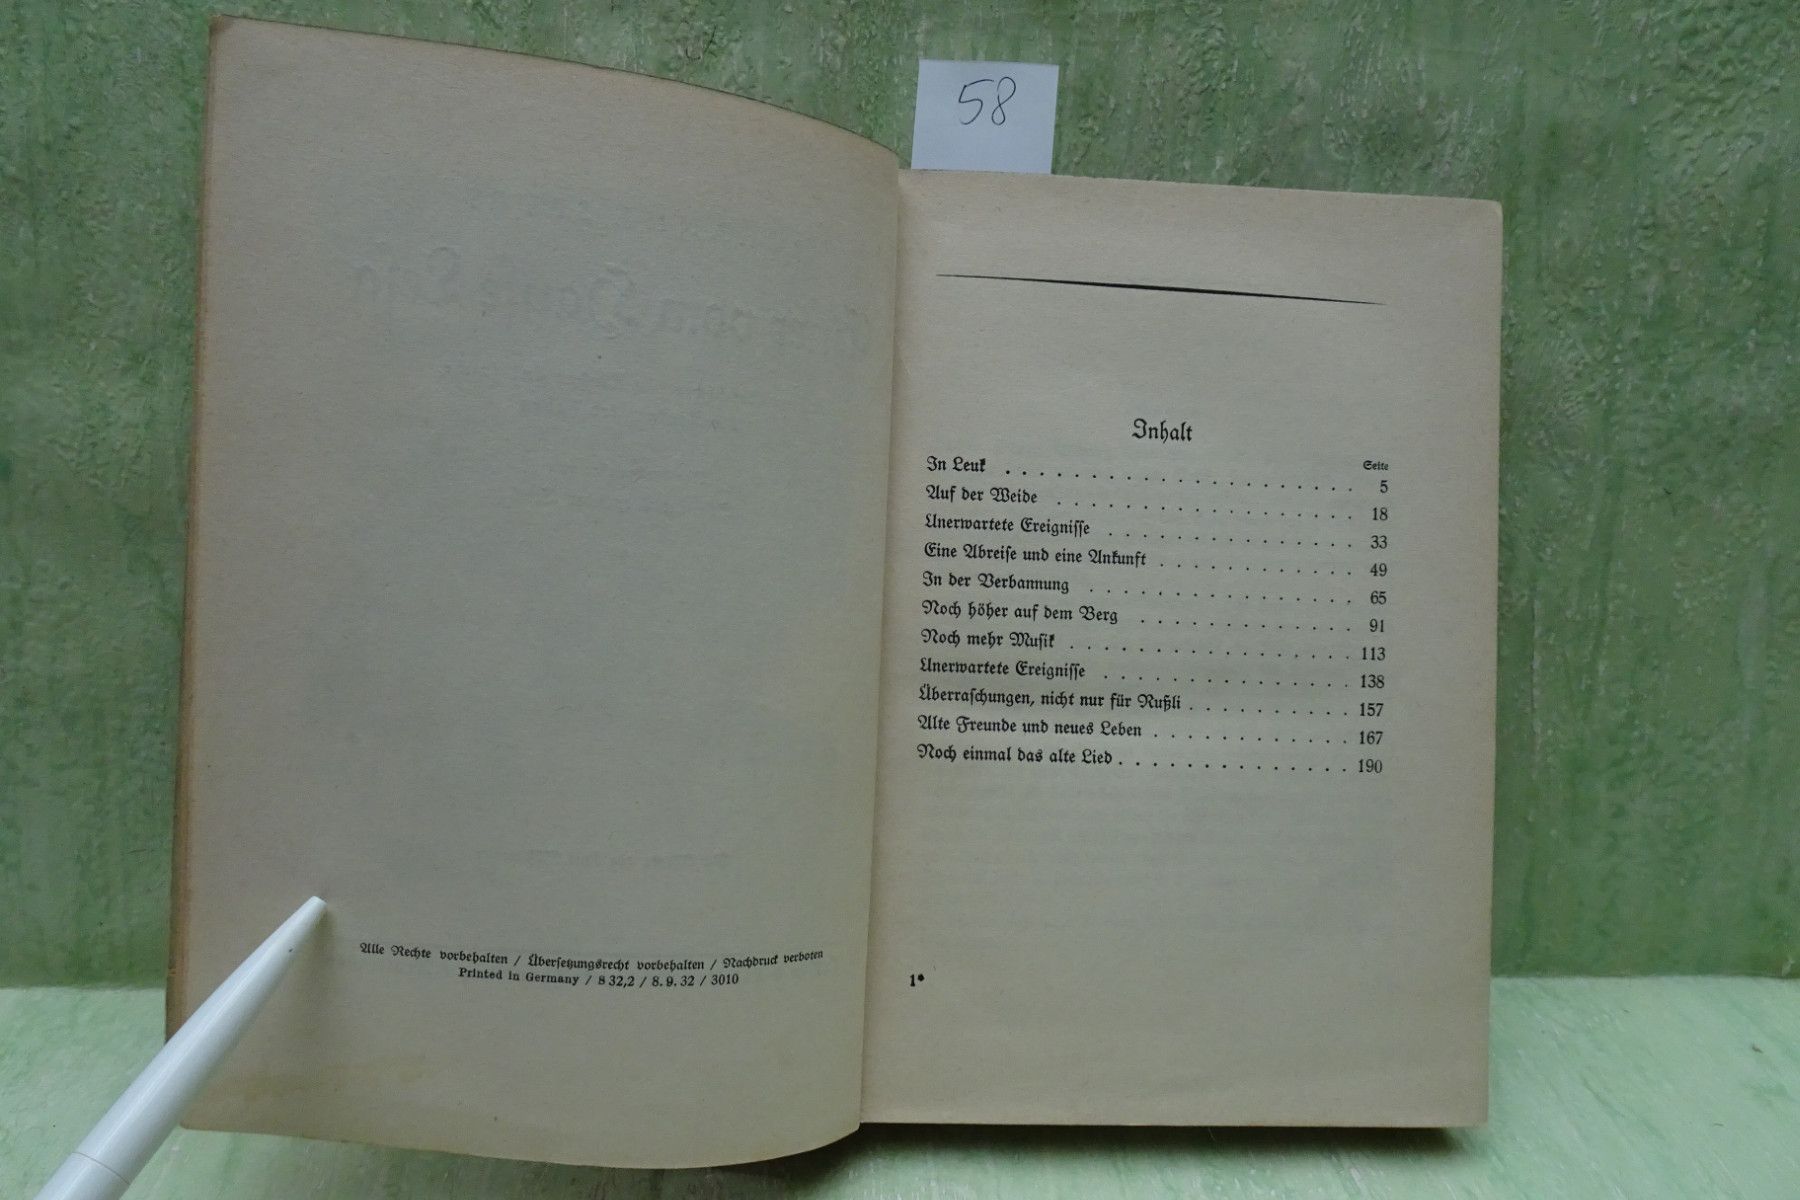 58
Alle Rechte vorbehalten / Übersetzungsrecht vorbehalten / Nachdruck verboten
Printed in Germany / S 32,2 / 8. 9. 32 / 3010
Inhalt
Seite
In Leuk . . . . . . . . . . . . . . . . . . . . . 5
Auf der Weide . . . . . . . . . . . . . . . . . . 18
Unerwartete Ereigniſſe . . . . . . . . . . . . . . . 33
Eine Abreiſe und eine Ankunft . . . . . . . . . . . . 49
In der Verbannung . . . . . . . . . . . . . . . . 65
Noch höher auf dem Berg . . . . . . . . . . . . . 91
Noch mehr Muſik . . . . . . . . . . . . . . . . . 113
Unerwartete Ereigniſſe . . . . . . . . . . . . . . . 138
Überraſchungen, nicht nur für Nußli . . . . . . . . . . 157
Alte Freunde und neues Leben . . . . . . . . . . . . 167
Noch einmal das alte Lied . . . . . . . . . . . . . . 190
1*